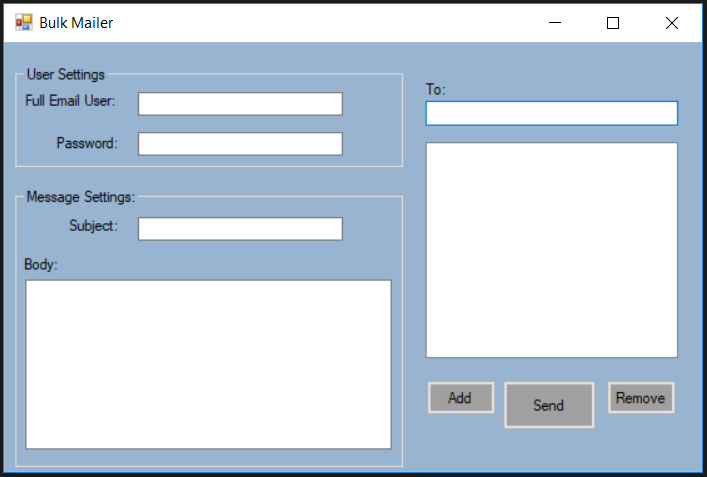 Bulk Mailer
User Settings
Full Email User:
Password:
Message Settings:
Subject:
Body:
To:
Add
Send
Remove